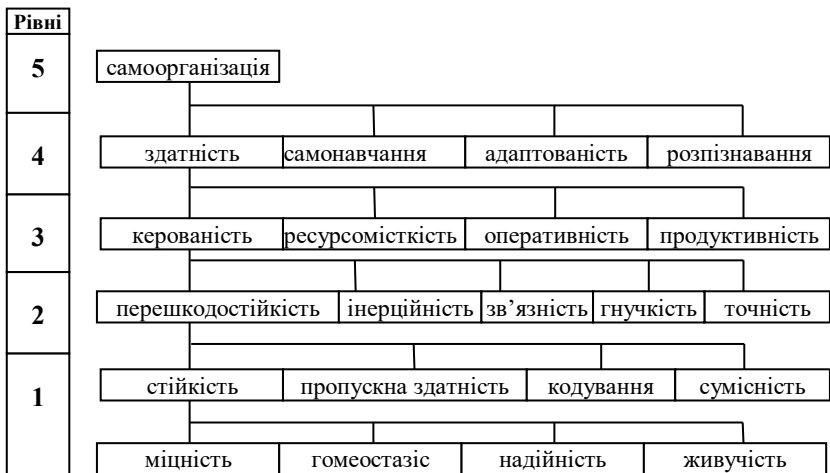 Рівні
5 самоорганізація
4 здатність самонавчання адаптованість розпізнавання
3 керованість ресурсомісткість оперативність продуктивність
2 перешкодостійкість інерційність зв’язність гнучкість точність
1 стійкість пропускна здатність кодування сумісність
міцність гомеостазіс надійність живучість